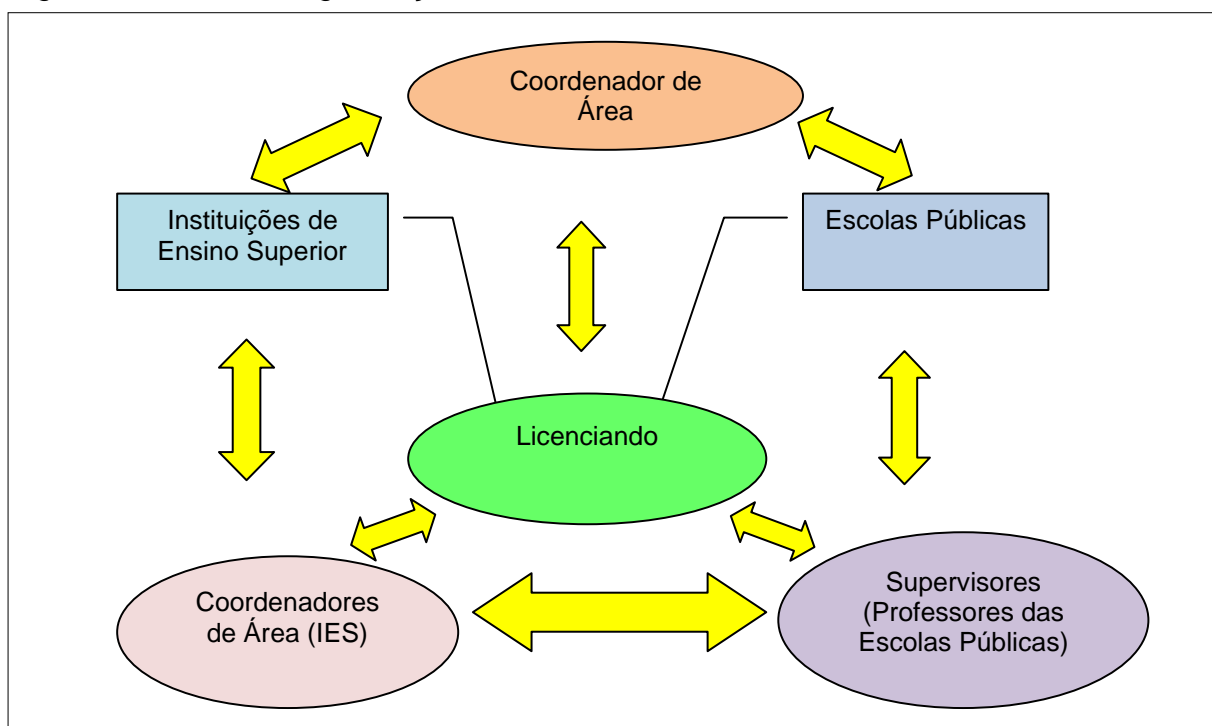 Coordenador de
Área
Instituições de
Ensino Superior
Escolas Públicas
Licenciando
Coordenadores
de Área (IES)
Supervisores
(Professores das
Escolas Públicas)